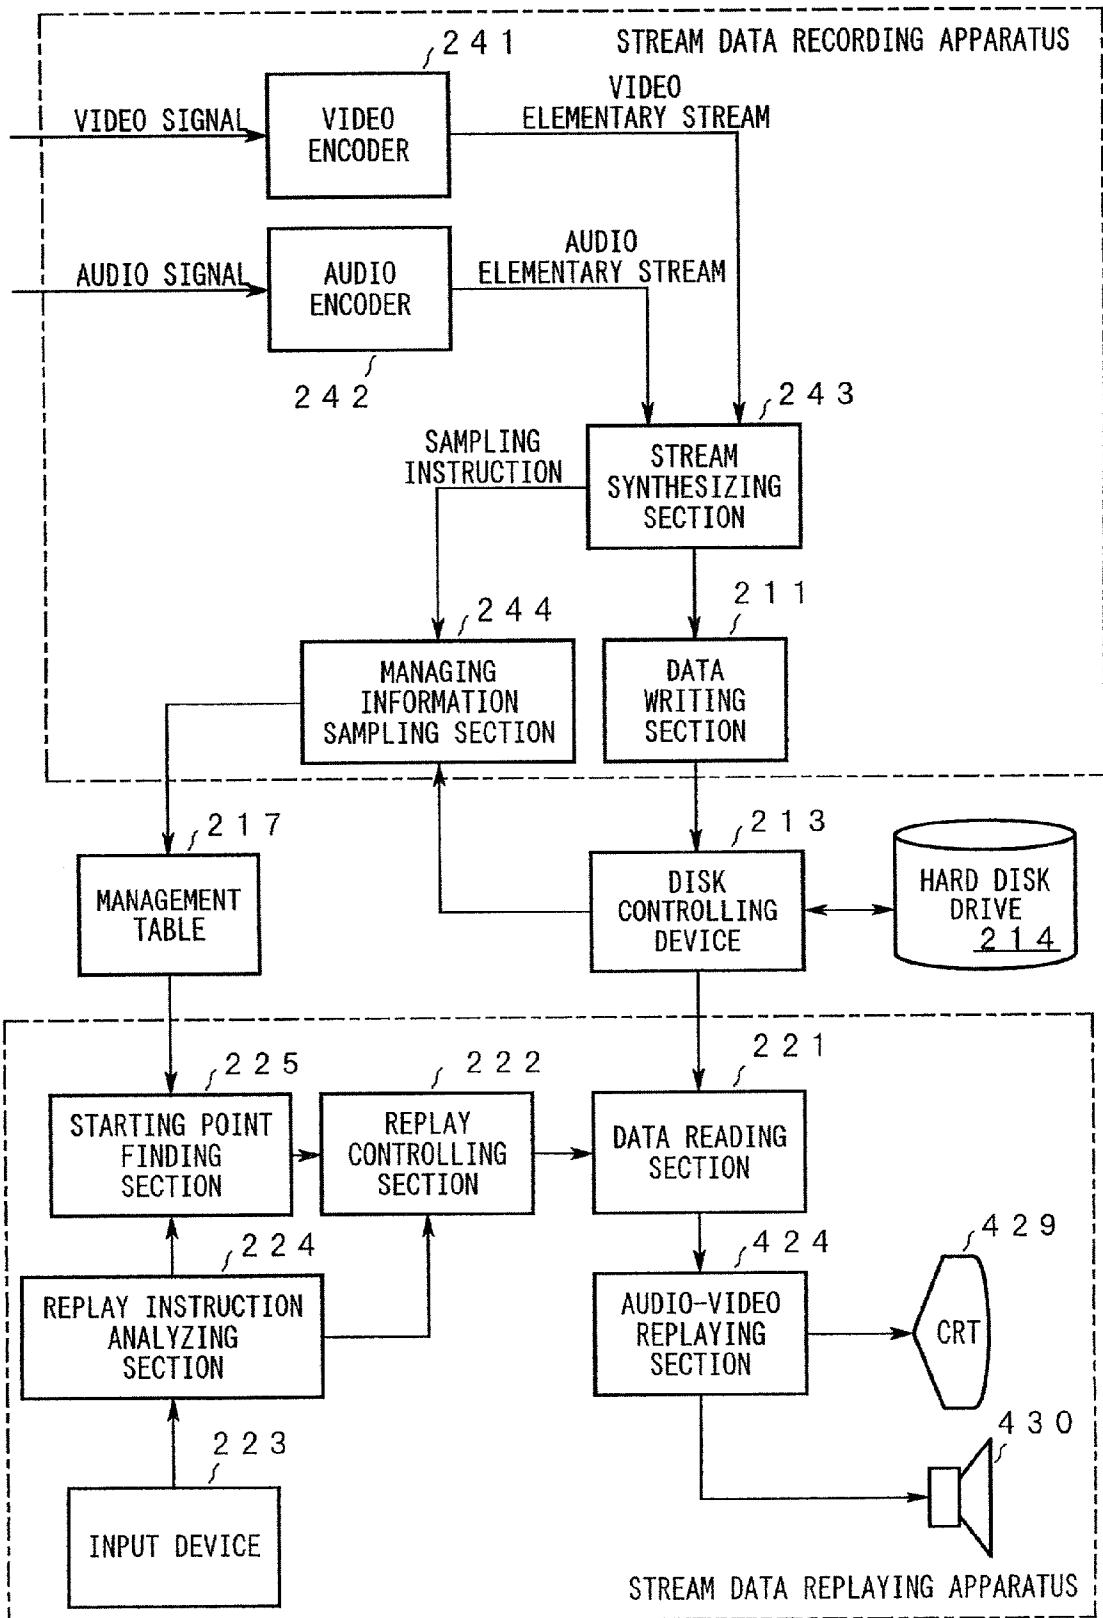 STREAM DATA RECORDING APPARATUS
241
VIDEO SIGNAL
VIDEO
ENCODER
VIDEO
ELEMENTARY STREAM
AUDIO SIGNAL
AUDIO
ENCODER
242
AUDIO
ELEMENTARY STREAM
243
SAMPLING
INSTRUCTION
STREAM
SYNTHESIZING
SECTION
244
211
MANAGING
INFORMATION
SAMPLING SECTION
DATA
WRITING
SECTION
217
213
MANAGEMENT
TABLE
DISK
CONTROLLING
DEVICE
HARD DISK
DRIVE
214
225
222
221
STARTING POINT
FINDING
SECTION
REPLAY
CONTROLLING
SECTION
DATA READING
SECTION
224
424
429
REPLAY INSTRUCTION
ANALYZING
SECTION
AUDIO-VIDEO
REPLAYING
SECTION
CRT
223
430
INPUT DEVICE
STREAM DATA REPLAYING APPARATUS